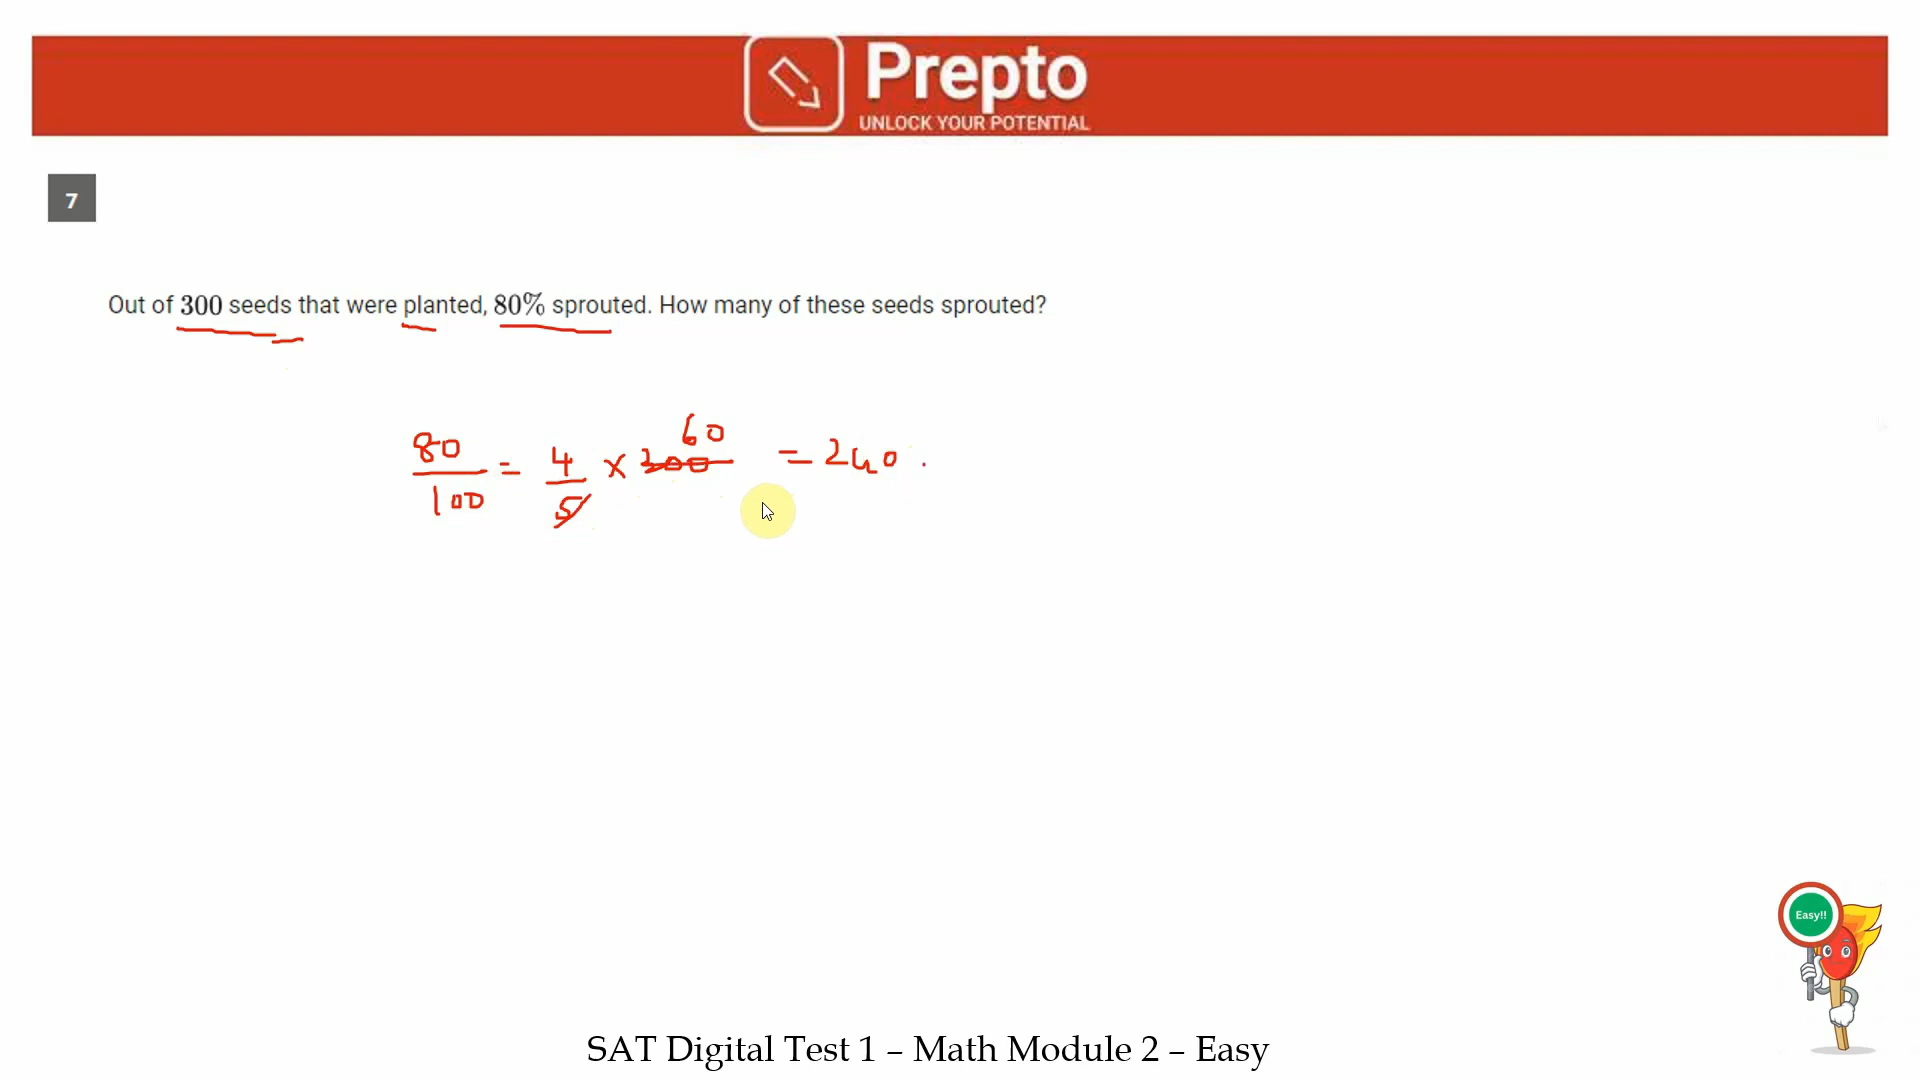 Prepto
UNLOCK YOUR POTENTIAL
7
Out of 300 seeds that were planted, 80% sprouted. How many of these seeds sprouted?
60
80/100 = 4/5 × 300 = 240.
Easy!!
SAT Digital Test 1 – Math Module 2 – Easy